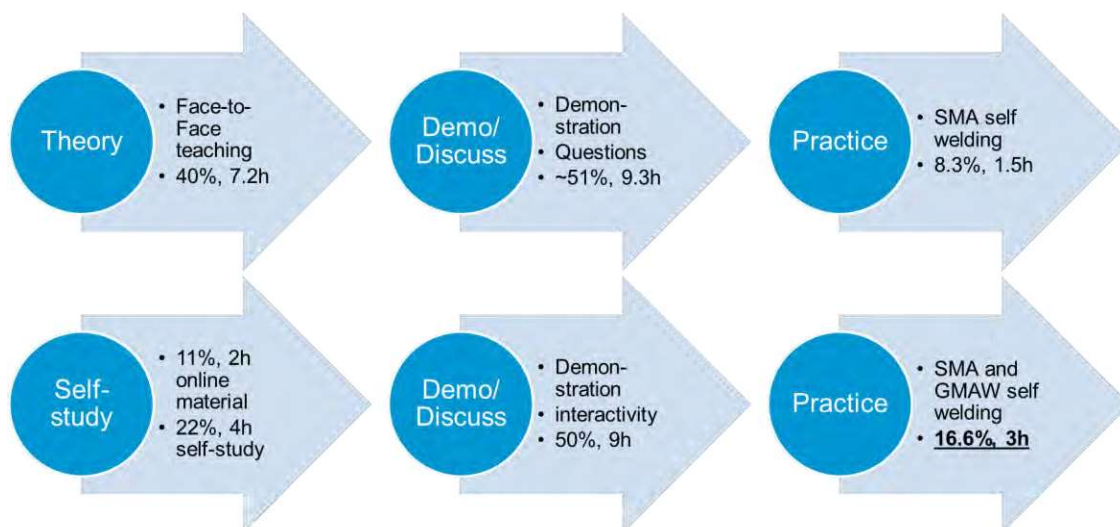 Theory
• Face-to-
Face
teaching
• 40%, 7.2h
Demo/
Discuss
• Demon-
stration
• Questions
• ~51%, 9.3h
Practice
• SMA self
welding
• 8.3%, 1.5h
Self-
study
• 11%, 2h
online
material
• 22%, 4h
self-study
Demo/
Discuss
• Demon-
stration
• interactivity
• 50%, 9h
Practice
• SMA and
GMAW self
welding
• 16.6%, 3h